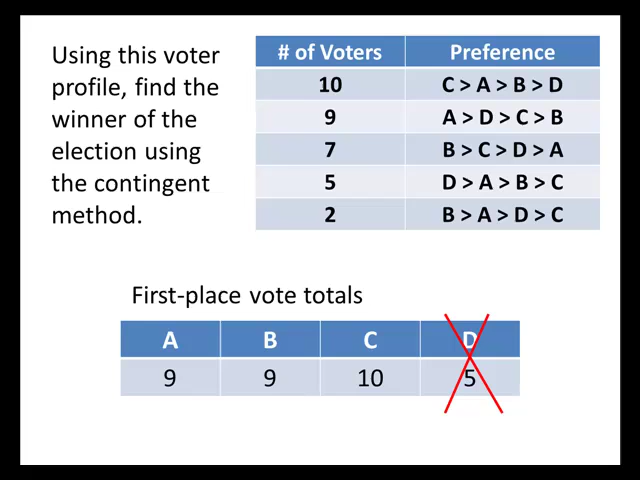 Using this voter
profile, find the
winner of the
election using
the contingent
method.
# of Voters Preference
10 C > A > B > D
9 A > D > C > B
7 B > C > D > A
5 D > A > B > C
2 B > A > D > C
First-place vote totals
A B C D
9 9 10 5